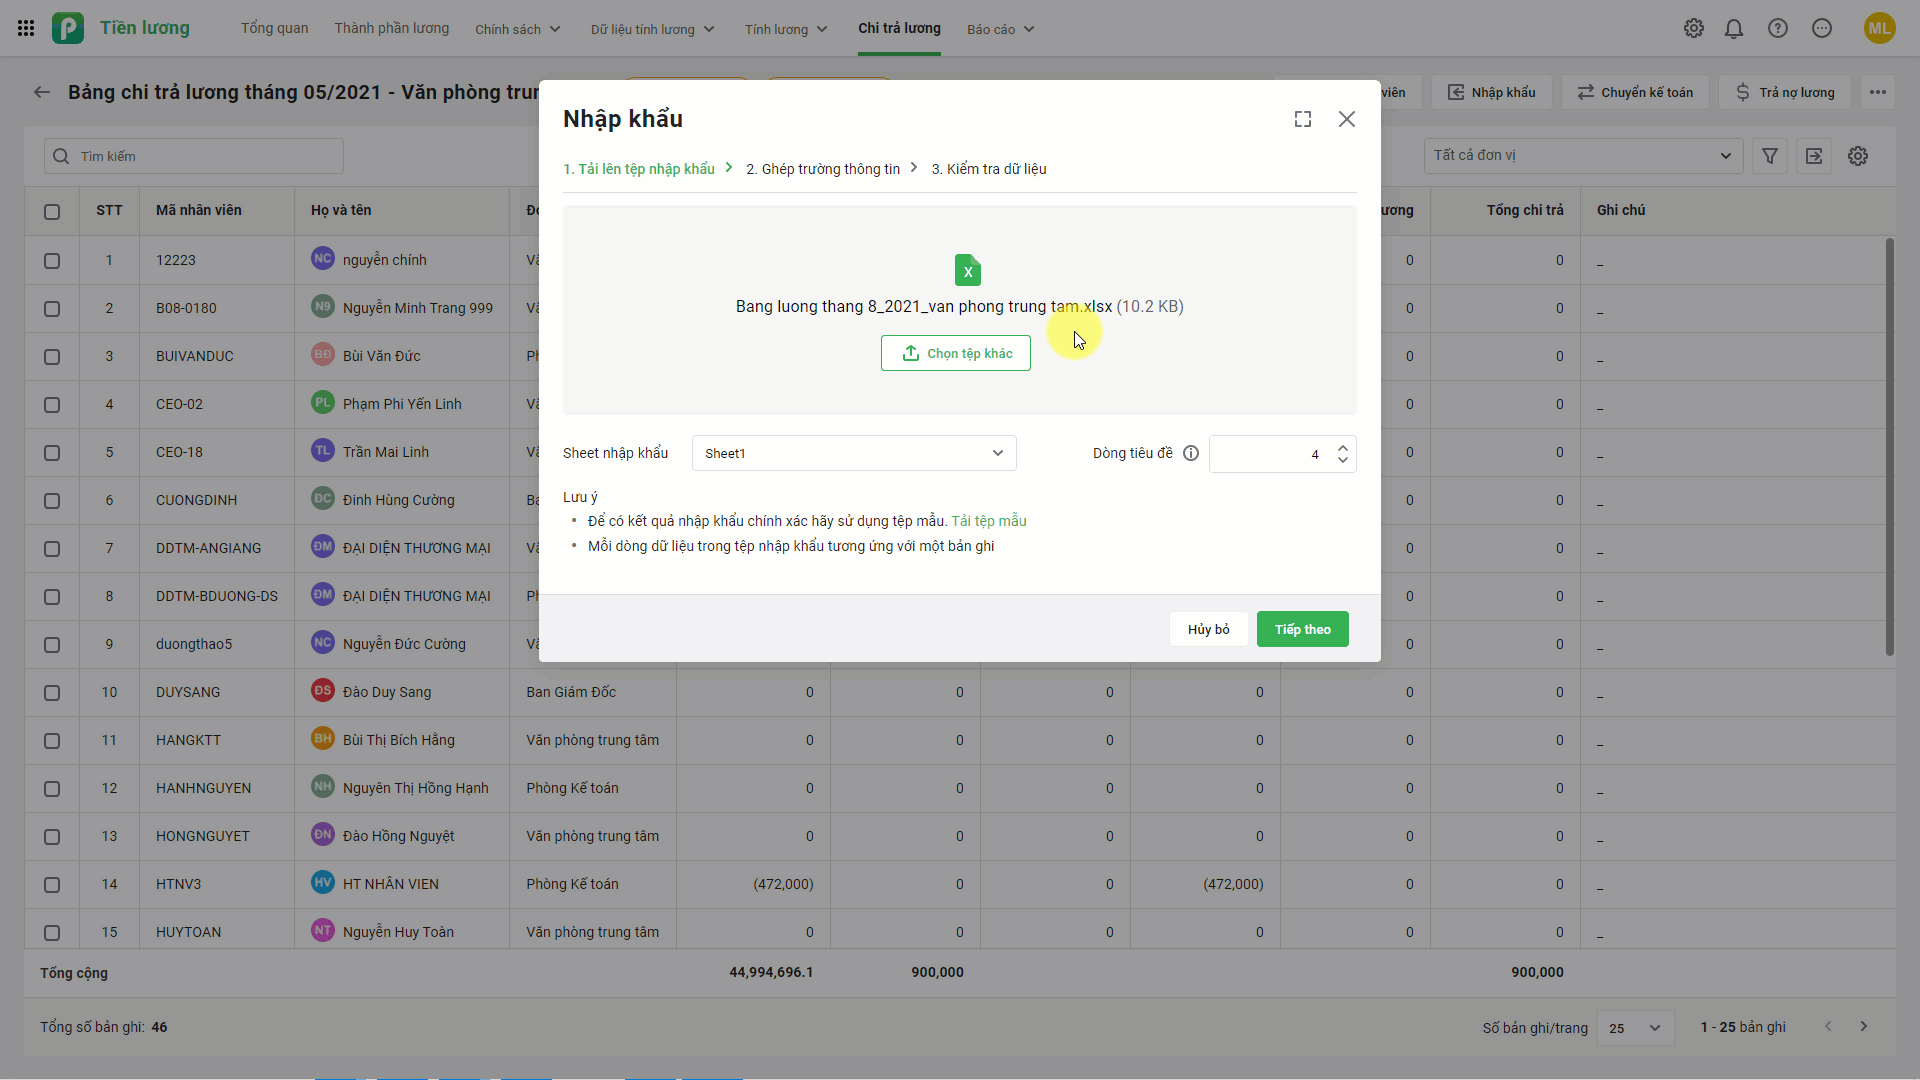 Tiền lương
Tổng quan
Thành phần lương
Chính sách
Dữ liệu tính lương
Tính lương
Chi trả lương
Báo cáo
ML
Bảng chi trả lương tháng 05/2021 - Văn phòng
Nhập khẩu
Chuyển kế toán
Trả nợ lương
Tìm kiếm
Tất cả đơn vị
Nhập khẩu
1. Tải lên tệp nhập khẩu
2. Ghép trường thông tin
3. Kiểm tra dữ liệu
X
Bang luong thang 8_2021_van phong trung tam.xlsx (10.2 KB)
Chọn tệp khác
Sheet nhập khẩu Sheet1 Dòng tiêu đề 4
Lưu ý
• Để có kết quả nhập khẩu chính xác hãy sử dụng tệp mẫu. Tải tệp mẫu
• Mỗi dòng dữ liệu trong tệp nhập khẩu tương ứng với một bản ghi
Hủy bỏ
Tiếp theo
STT Mã nhân viên Họ và tên Tổng chi trả Ghi chú
1 12223 NC nguyễn chính 0 0 _
2 B08-0180 N9 Nguyễn Minh Trang 999 0 0 _
3 BUIVANDUC BĐ Bùi Văn Đức 0 0 _
4 CEO-02 PL Phạm Phi Yến Linh 0 0 _
5 CEO-18 TL Trần Mai Linh 0 0 _
6 CUONGDINH ĐC Đinh Hùng Cường 0 0 _
7 DDTM-ANGIANG ĐM ĐẠI DIỆN THƯƠNG MẠI 0 0 _
8 DDTM-BDUONG-DS ĐM ĐẠI DIỆN THƯƠNG MẠI 0 0 _
9 duongthao5 NC Nguyễn Đức Cường 0 0 _
10 DUYSANG ĐS Đào Duy Sang Ban Giám Đốc 0 0 0 0 0 0 _
11 HANGKTT BH Bùi Thị Bích Hằng Văn phòng trung tâm 0 0 0 0 0 0 _
12 HANHNGUYEN NH Nguyên Thị Hồng Hạnh Phòng Kế toán 0 0 0 0 0 0 _
13 HONGNGUYET ĐN Đào Hồng Nguyệt Văn phòng trung tâm 0 0 0 0 0 0 _
14 HTNV3 HV HT NHÂN VIEN Phòng Kế toán (472,000) 0 0 (472,000) 0 0 _
15 HUYTOAN NT Nguyễn Huy Toàn Văn phòng trung tâm 0 0 0 0 0 0 _
Tổng cộng 44,994,696.1 900,000 900,000
Tổng số bản ghi: 46
Số bản ghi/trang 25 1 - 25 bản ghi